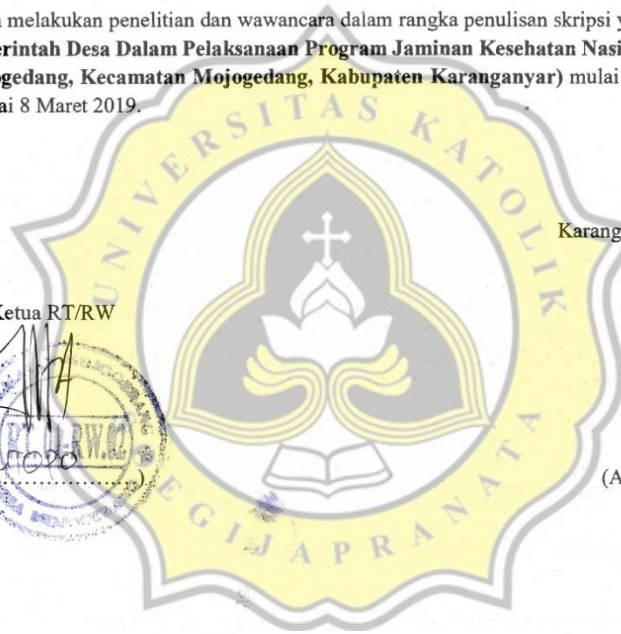 melakukan penelitian dan wawancara dalam rangka penulisan skripsi
erintah Desa Dalam Pelaksanaan Program Jaminan Kesehatan Nasi
gedang, Kecamatan Mojogedang, Kabupaten Karanganyar) mulai
ai 8 Maret 2019.
UNIVERSITAS KATOLIK
Karang
Ketua RT/RW
RW.02
(A
EGIJAPRANATA